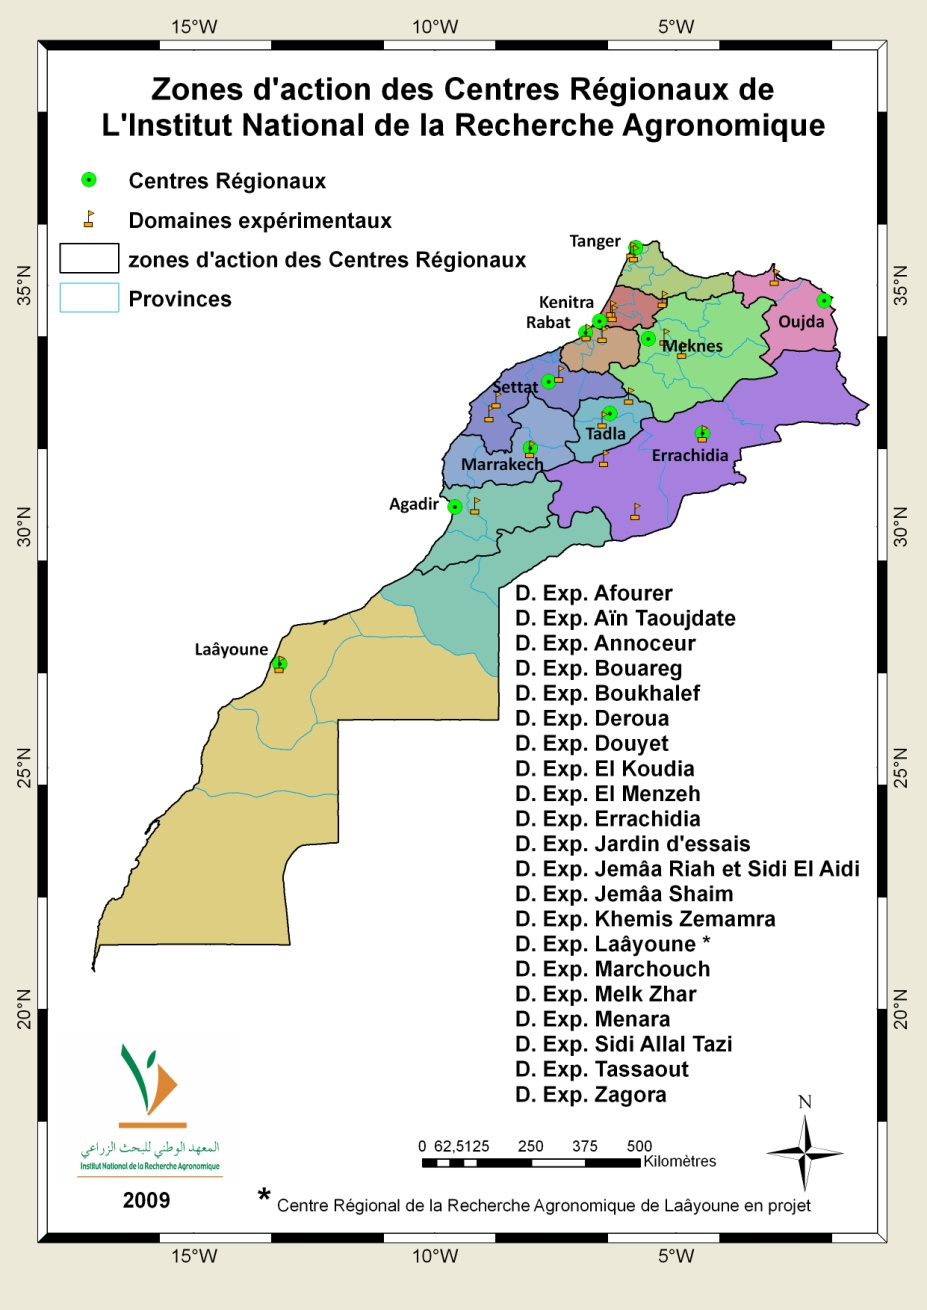 15°W 10°W 5°W
Zones d'action des Centres Régionaux de
L'Institut National de la Recherche Agronomique
Centres Régionaux
Domaines expérimentaux
zones d'action des Centres Régionaux
Provinces
35°N
30°N
25°N
20°N
35°N
30°N
25°N
20°N
Tanger
Kenitra
Rabat
Oujda
Meknes
Settat
Tadla
Errachidia
Marrakech
Agadir
Laâyoune
D. Exp. Afourer
D. Exp. Aïn Taoujdate
D. Exp. Annoceur
D. Exp. Bouareg
D. Exp. Boukhalef
D. Exp. Deroua
D. Exp. Douyet
D. Exp. El Koudia
D. Exp. El Menzeh
D. Exp. Errachidia
D. Exp. Jardin d'essais
D. Exp. Jemâa Riah et Sidi El Aidi
D. Exp. Jemâa Shaim
D. Exp. Khemis Zemamra
D. Exp. Laâyoune *
D. Exp. Marchouch
D. Exp. Melk Zhar
D. Exp. Menara
D. Exp. Sidi Allal Tazi
D. Exp. Tassaout
D. Exp. Zagora
N
المعهد الوطني للبحث الزراعي
Institut National de la Recherche Agronomique
2009
0 62,5125 250 375 500
Kilomètres
* Centre Régional de la Recherche Agronomique de Laâyoune en projet
15°W 10°W 5°W